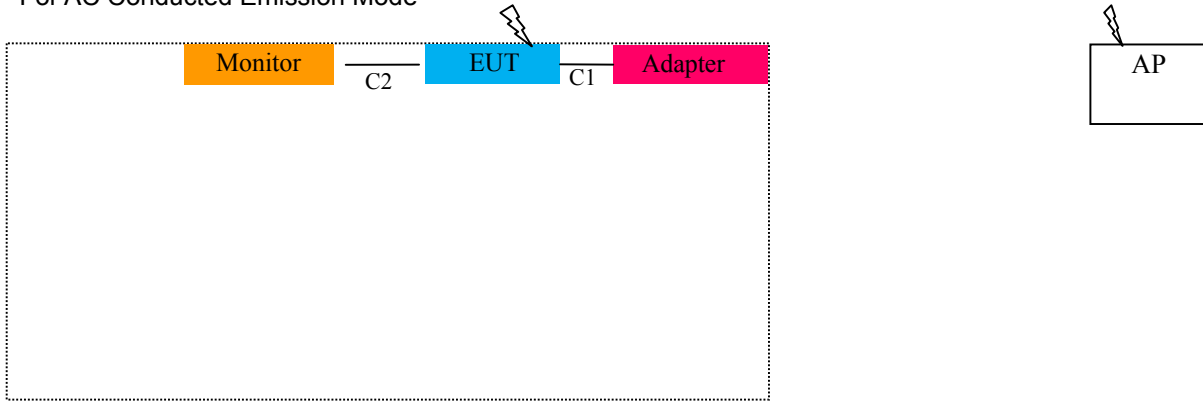 For AC Conducted Emission Mode
Monitor
C2
EUT
C1
Adapter
AP